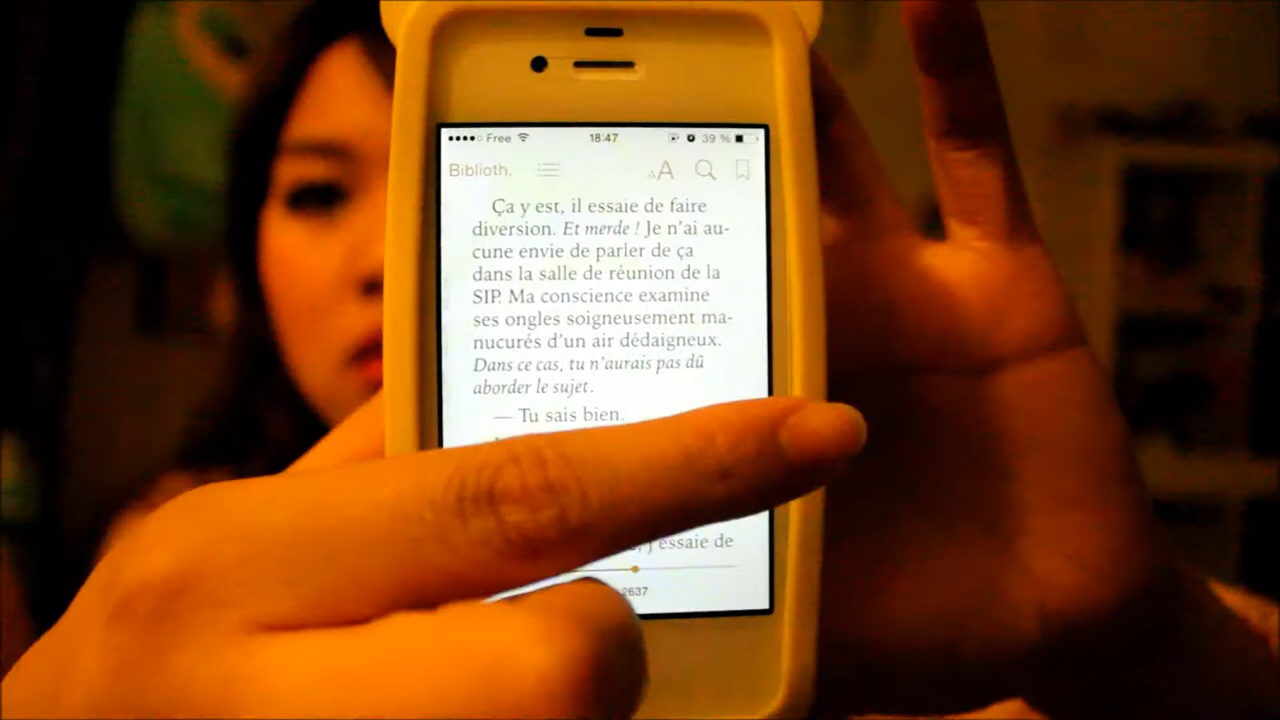 Free 18:47 39 %
Biblioth. AA
Ça y est, il essaie de faire
diversion. Et merde ! Je n'ai au-
cune envie de parler de ça
dans la salle de réunion de la
SIP. Ma conscience examine
ses ongles soigneusement ma-
nucurés d'un air dédaigneux.
Dans ce cas, tu n'aurais pas dû
aborder le sujet.
— Tu sais bien.
j'essaie de
2637